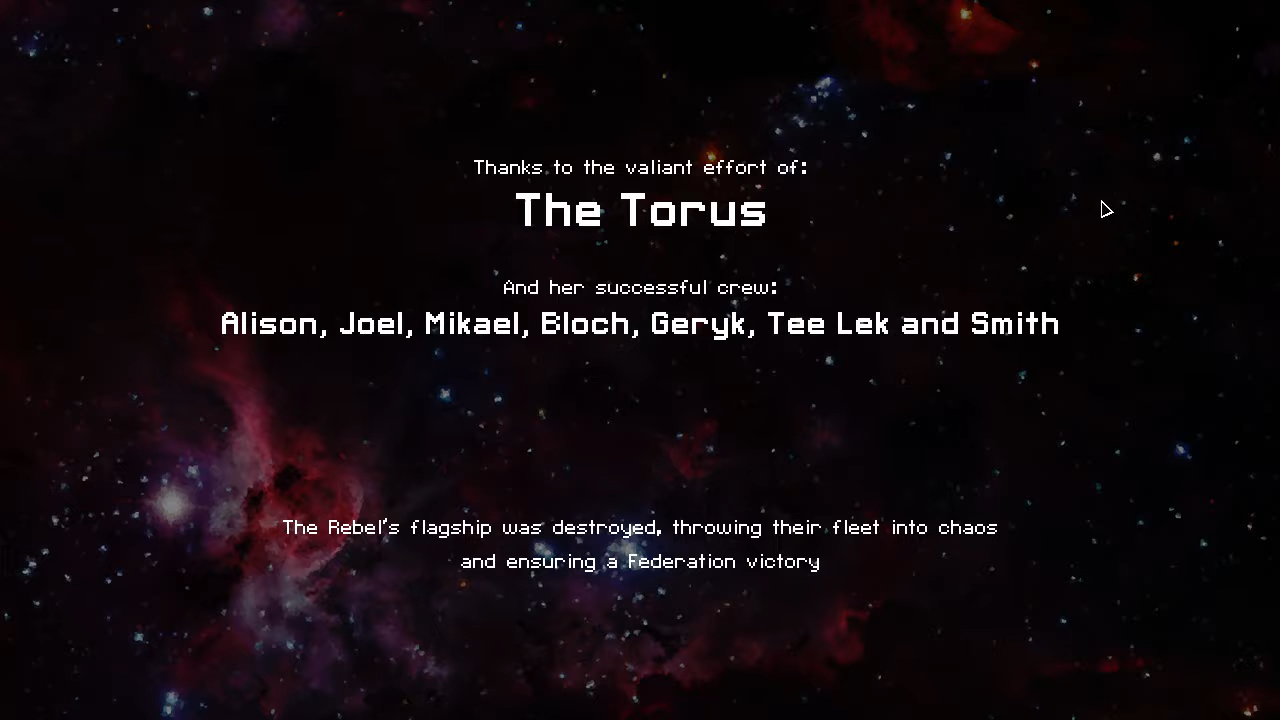 Thanks to the valiant effort of:
The Torus
And her successful crew:
Alison, Joel, Mikael, Bloch, Geryk, Tee Lek and Smith
The Rebel's flagship was destroyed, throwing their fleet into chaos
and ensuring a Federation victory